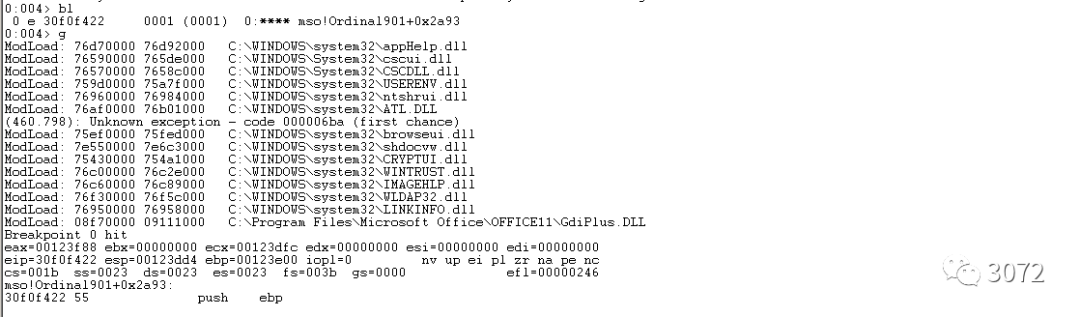 0:004> bl
 0 e 30f0f422     0001 (0001)  0:**** mso!Ordinal901+0x2a93
0:004> g
ModLoad: 76d70000 76d92000   C:\WINDOWS\system32\appHelp.dll
ModLoad: 76590000 765de000   C:\WINDOWS\System32\cscui.dll
ModLoad: 76570000 7658c000   C:\WINDOWS\System32\CSCDLL.dll
ModLoad: 759d0000 75a7f000   C:\WINDOWS\system32\USERENV.dll
ModLoad: 76960000 76984000   C:\WINDOWS\system32\ntshrui.dll
ModLoad: 76af0000 76b01000   C:\WINDOWS\system32\ATL.DLL
(460.798): Unknown exception - code 000006ba (first chance)
ModLoad: 75ef0000 75fed000   C:\WINDOWS\system32\browseui.dll
ModLoad: 7e550000 7e6c3000   C:\WINDOWS\system32\shdocvw.dll
ModLoad: 75430000 754a1000   C:\WINDOWS\system32\CRYPTUI.dll
ModLoad: 76c00000 76c2e000   C:\WINDOWS\system32\WINTRUST.dll
ModLoad: 76c60000 76c89000   C:\WINDOWS\system32\IMAGEHLP.dll
ModLoad: 76f30000 76f5c000   C:\WINDOWS\system32\WLDAP32.dll
ModLoad: 76950000 76958000   C:\WINDOWS\system32\LINKINFO.dll
ModLoad: 08f70000 09111000   C:\Program Files\Microsoft Office\OFFICE11\GdiPlus.DLL
Breakpoint 0 hit
eax=00123f88 ebx=00000000 ecx=00123dfc edx=00000000 esi=00000000 edi=00000000
eip=30f0f422 esp=00123dd4 ebp=00123e00 iopl=0         nv up ei pl zr na pe nc
cs=001b  ss=0023  ds=0023  es=0023  fs=003b  gs=0000             efl=00000246
mso!Ordinal901+0x2a93:
30f0f422 55              push    ebp
3072